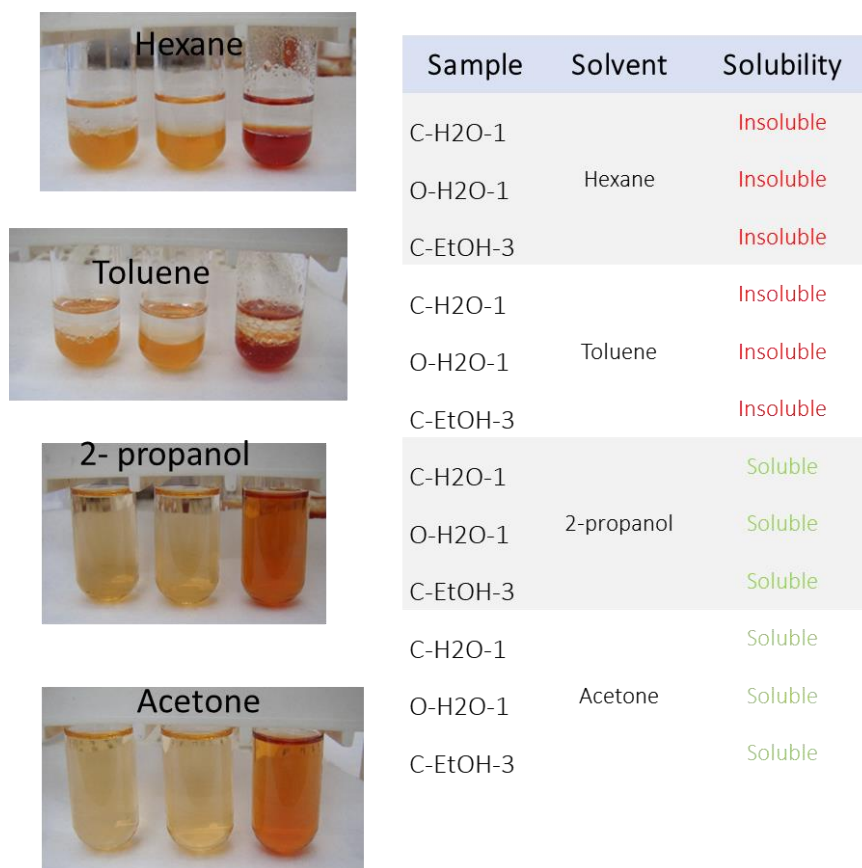 Hexane
Toluene
2- propanol
Acetone
Sample Solvent Solubility
C-H2O-1 Insoluble
O-H2O-1 Hexane Insoluble
C-EtOH-3 Insoluble
C-H2O-1 Insoluble
O-H2O-1 Toluene Insoluble
C-EtOH-3 Insoluble
C-H2O-1 Soluble
O-H2O-1 2-propanol Soluble
C-EtOH-3 Soluble
C-H2O-1 Soluble
O-H2O-1 Acetone Soluble
C-EtOH-3 Soluble